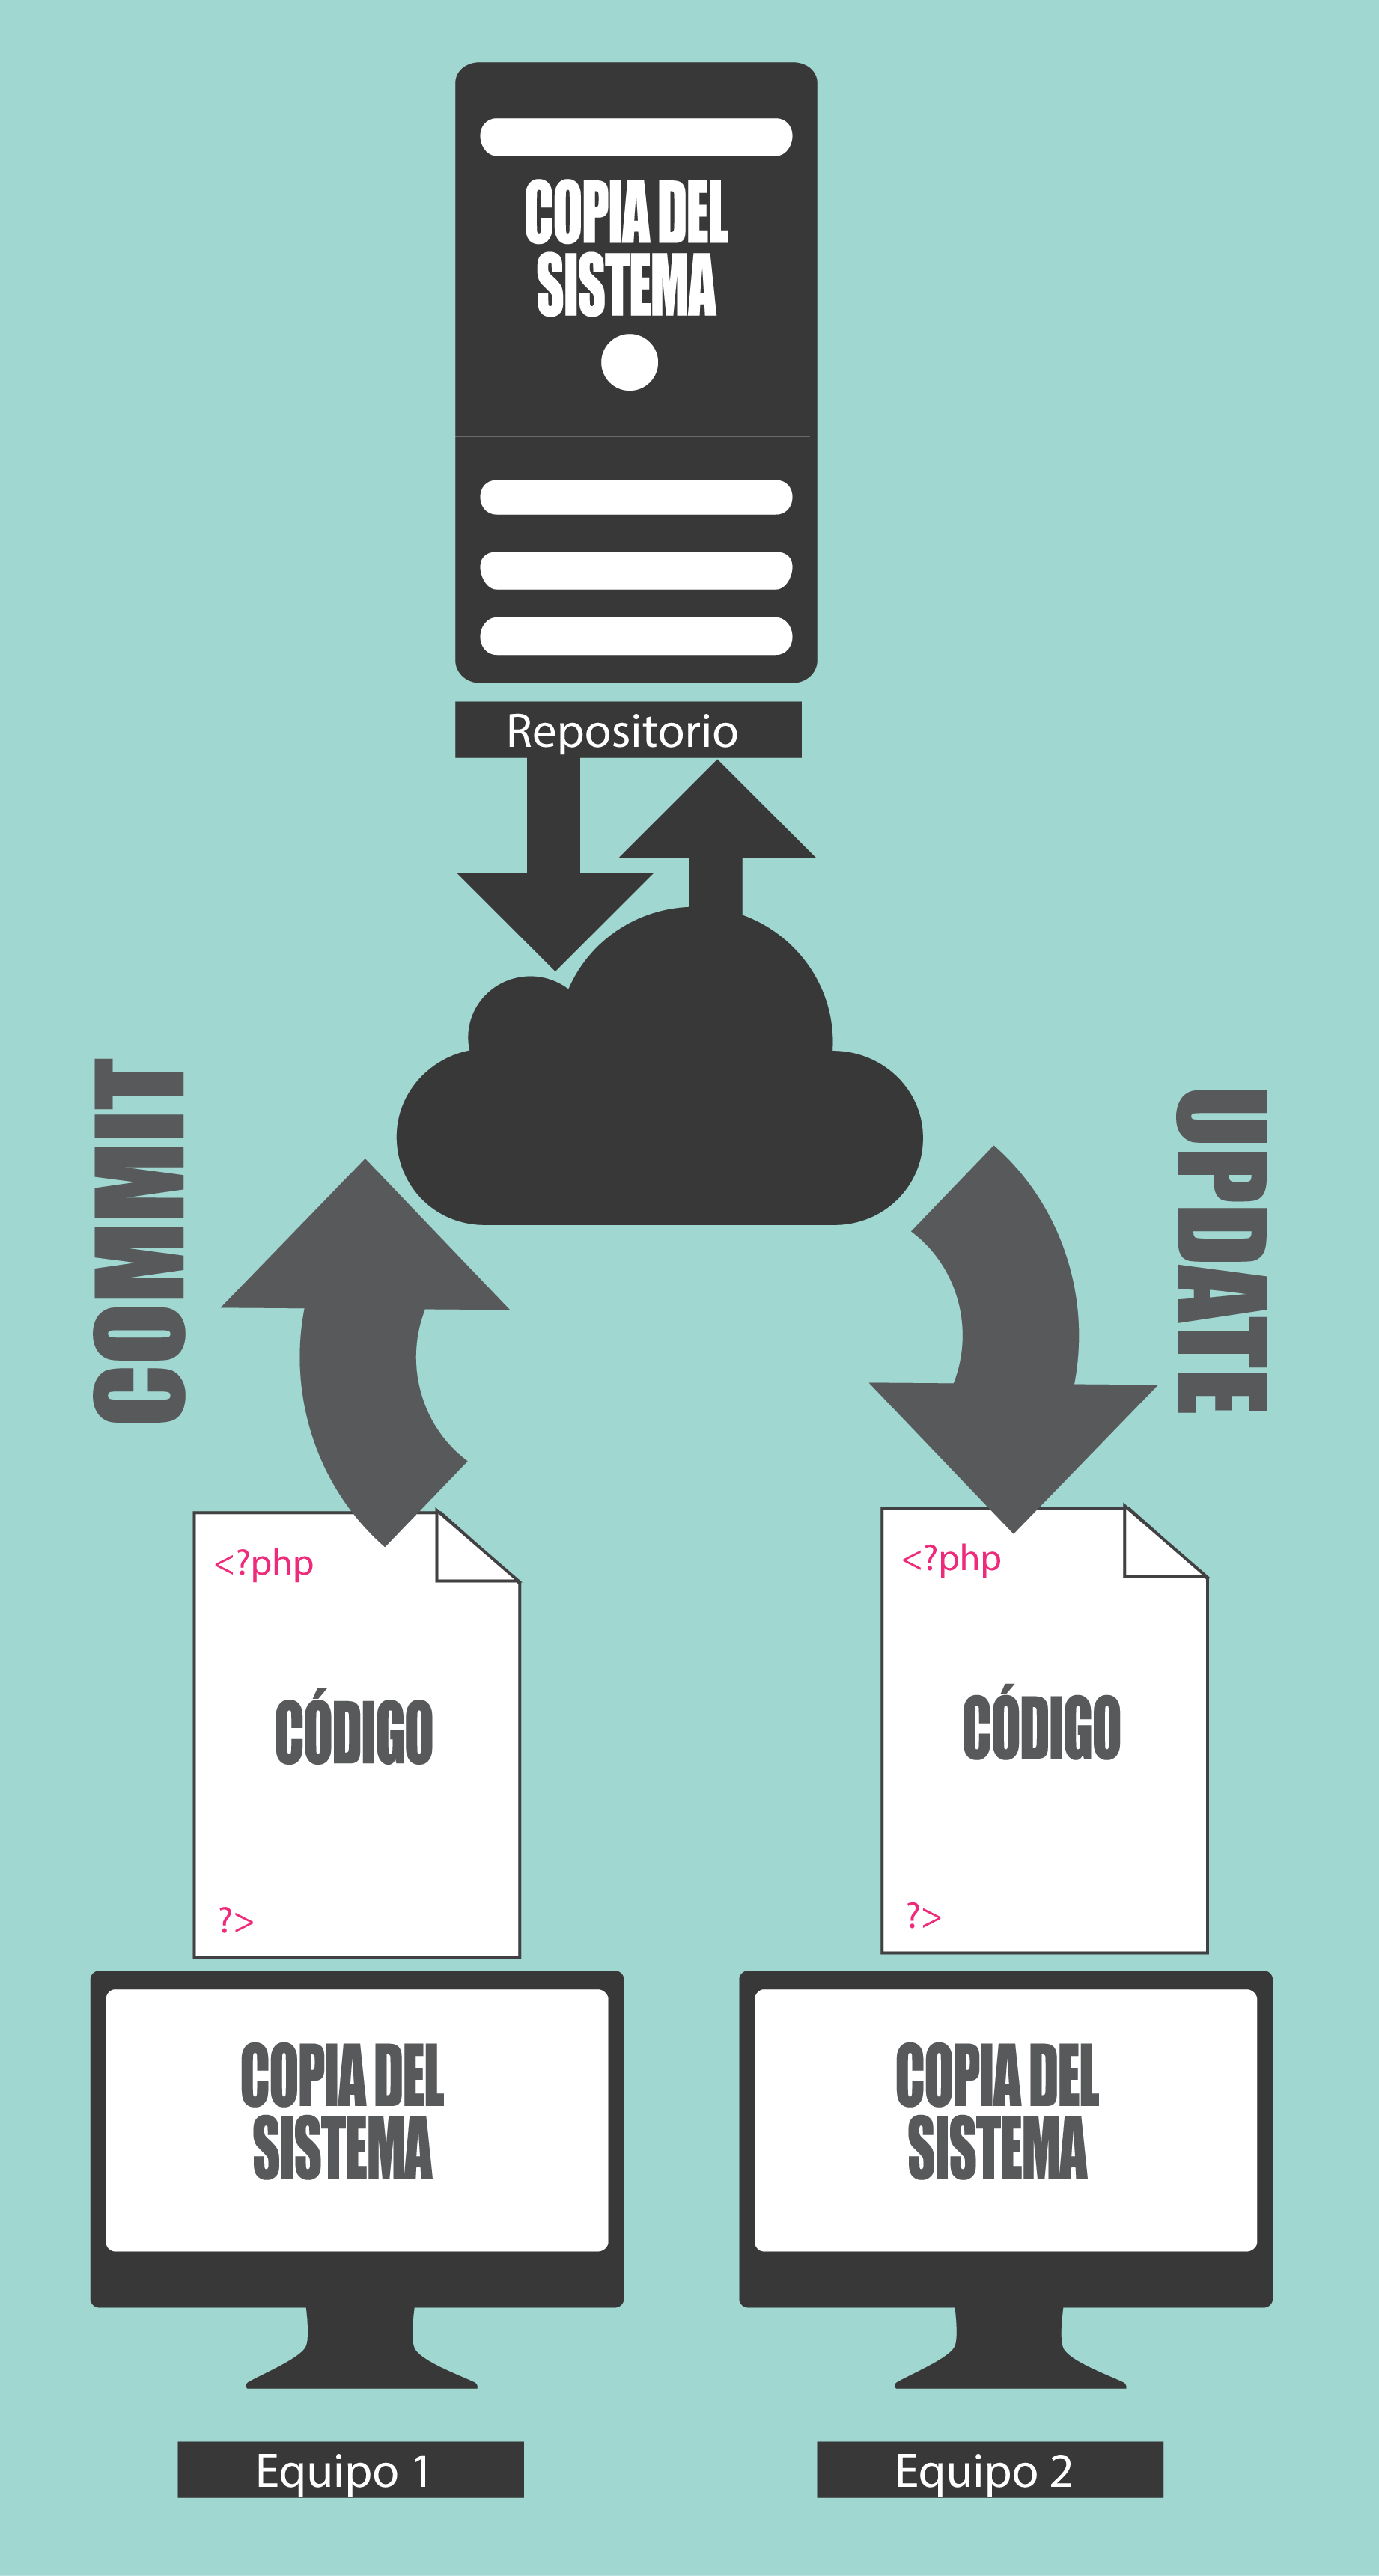 COPIA DEL
SISTEMA
Repositorio
COMMIT
UPDATE
<?php
CÓDIGO
?>
<?php
CÓDIGO
?>
COPIA DEL
SISTEMA
COPIA DEL
SISTEMA
Equipo 1
Equipo 2